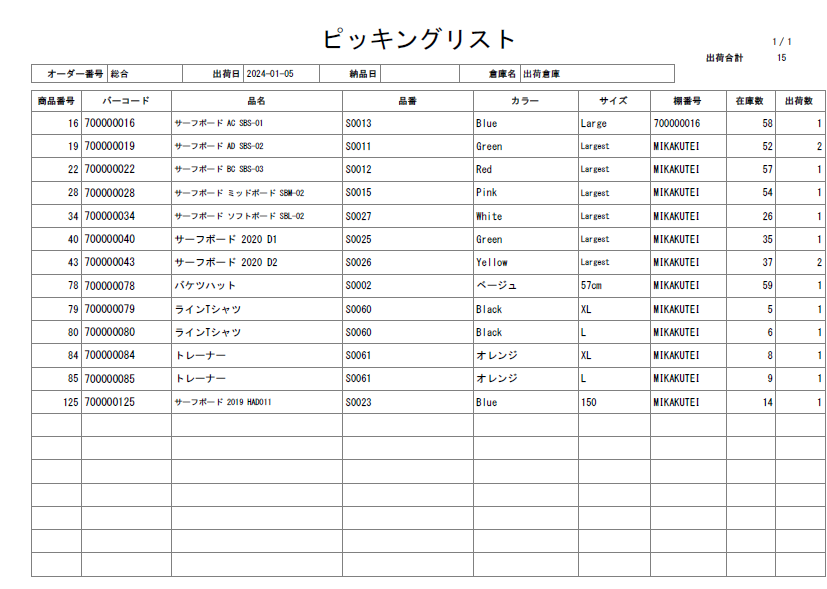 ピッキングリスト
1 / 1
出荷合計 15
オーダー番号 総合 出荷日 2024-01-05 納品日 倉庫名 出荷倉庫
商品番号 バーコード 品名 品番 カラー サイズ 棚番号 在庫数 出荷数
16 700000016 サーフボード AC SBS-01 S0013 Blue Large 700000016 58 1
19 700000019 サーフボード AD SBS-02 S0011 Green Largest MIKAKUTEI 52 2
22 700000022 サーフボード BC SBS-03 S0012 Red Largest MIKAKUTEI 57 1
28 700000028 サーフボード ミッドボード SBM-02 S0015 Pink Largest MIKAKUTEI 54 1
34 700000034 サーフボード ソフトボード SBL-02 S0027 White Largest MIKAKUTEI 26 1
40 700000040 サーフボード 2020 D1 S0025 Green Largest MIKAKUTEI 35 1
43 700000043 サーフボード 2020 D2 S0026 Yellow Largest MIKAKUTEI 37 2
78 700000078 バケツハット S0002 ベージュ 57cm MIKAKUTEI 59 1
79 700000079 ラインTシャツ S0060 Black XL MIKAKUTEI 5 1
80 700000080 ラインTシャツ S0060 Black L MIKAKUTEI 6 1
84 700000084 トレーナー S0061 オレンジ XL MIKAKUTEI 8 1
85 700000085 トレーナー S0061 オレンジ L MIKAKUTEI 9 1
125 700000125 サーフボード 2019 HAD011 S0023 Blue 150 MIKAKUTEI 14 1